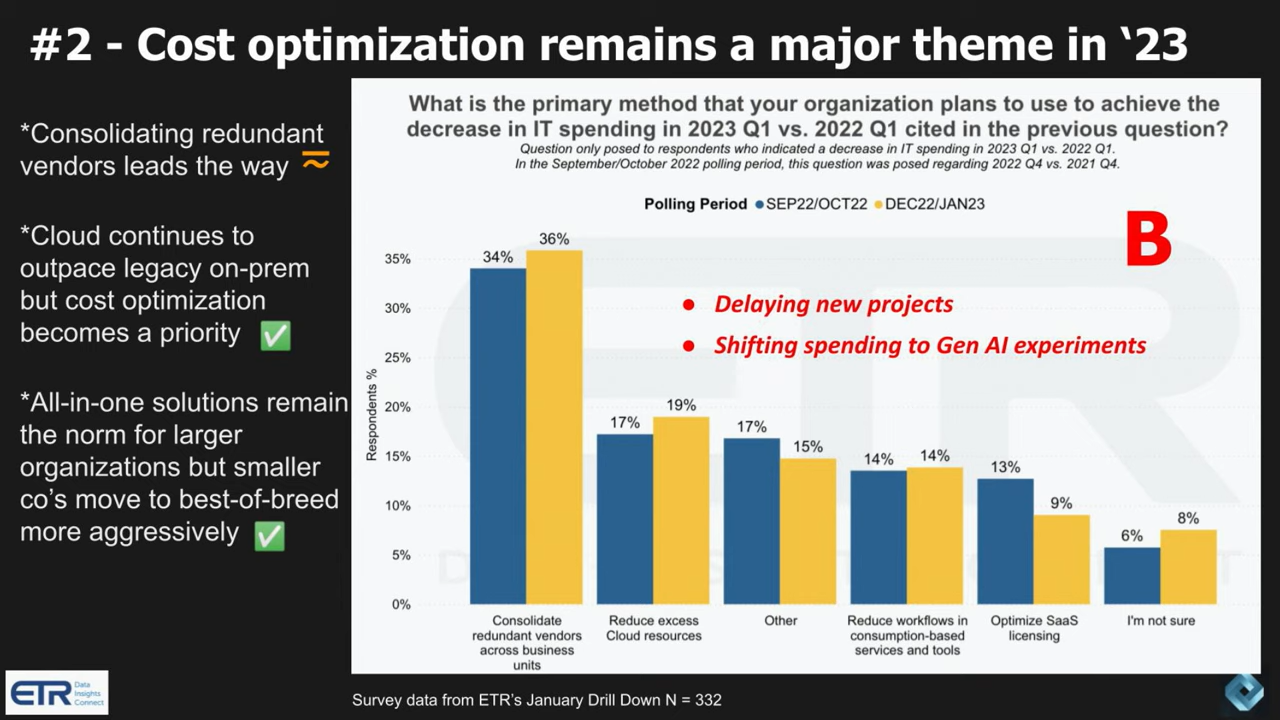 #2 - Cost optimization remains a major theme in ‘23
*Consolidating redundant
vendors leads the way
*Cloud continues to
outpace legacy on-prem
but cost optimization
becomes a priority
*All-in-one solutions remain
the norm for larger
organizations but smaller
co’s move to best-of-breed
more aggressively
What is the primary method that your organization plans to use to achieve the
decrease in IT spending in 2023 Q1 vs. 2022 Q1 cited in the previous question?
Question only posed to respondents who indicated a decrease in IT spending in 2023 Q1 vs. 2022 Q1.
In the September/October 2022 polling period, this question was posed regarding 2022 Q4 vs. 2021 Q4.
Polling Period SEP22/OCT22 DEC22/JAN23
B
• Delaying new projects
• Shifting spending to Gen AI experiments
Respondents %
35%
30%
25%
20%
15%
10%
5%
0%
34%
36%
17%
19%
17%
15%
14%
14%
13%
9%
6%
8%
Consolidate
redundant vendors
across business
units
Reduce excess
Cloud resources
Other
Reduce workflows in
consumption-based
services and tools
Optimize SaaS
licensing
I'm not sure
ETR
Data
Insights
Connect
Survey data from ETR’s January Drill Down N = 332